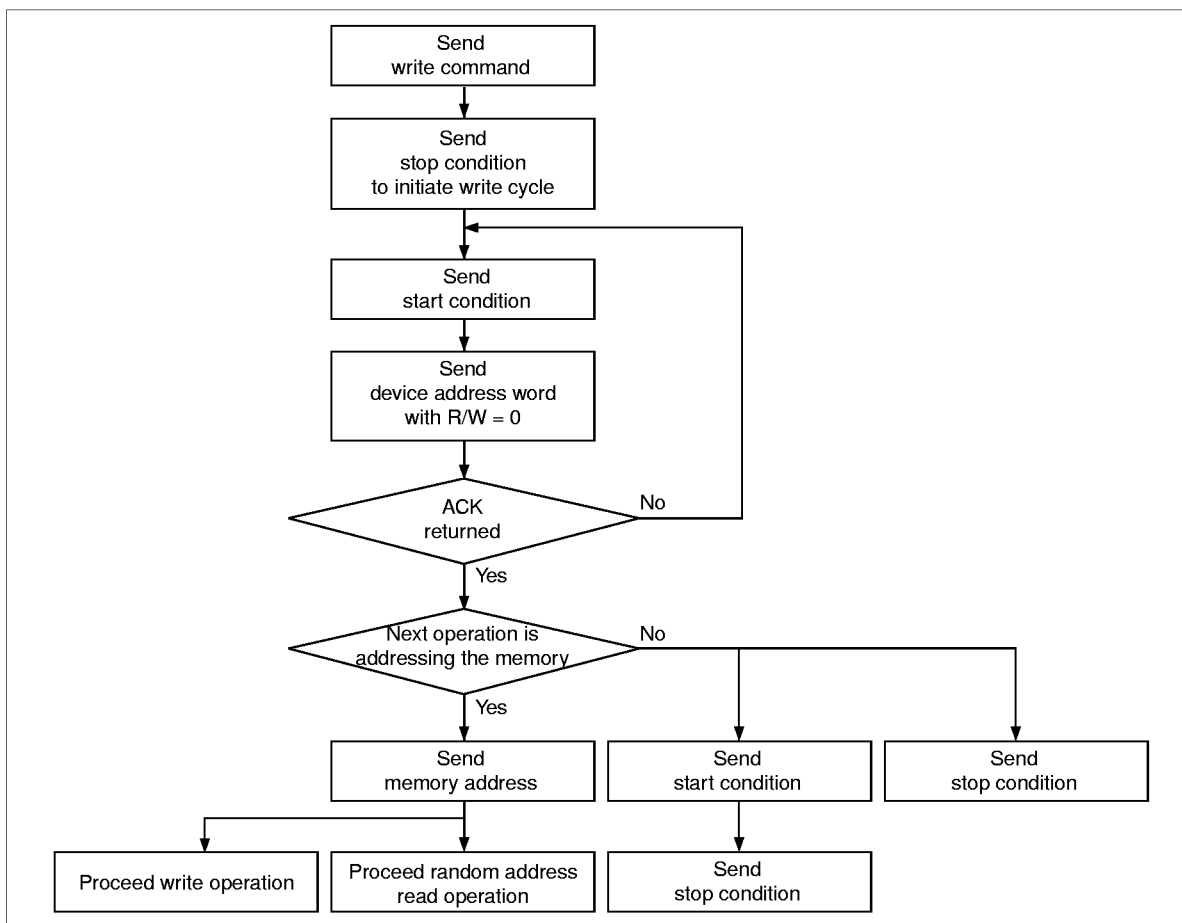 Send
write command
Send
stop condition
to initiate write cycle
Send
start condition
Send
device address word
with R/W = 0
ACK
returned
No
Yes
Next operation is
addressing the memory
No
Yes
Send
memory address
Send
start condition
Send
stop condition
Proceed write operation
Proceed random address
read operation
Send
stop condition